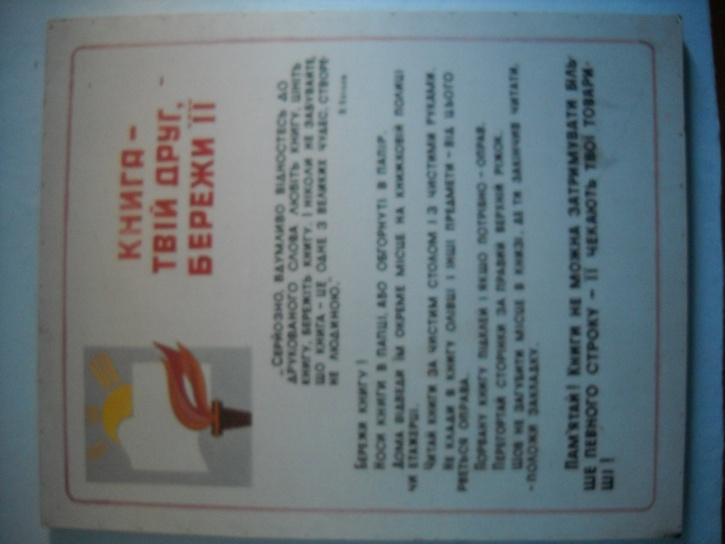 КНИГА –
ТВІЙ ДРУГ,
БЕРЕЖИ ЇЇ
„СЕРЙОЗНО, ВДУМЛИВО ВІДНОСТЕСЬ ДО
ДРУКОВАНОГО СЛОВА. ЛЮБІТЬ КНИГУ, ЦІНІТЬ
КНИГУ, БЕРЕЖІТЬ КНИГУ, І НІКОЛИ НЕ ЗАБУВАЙТЕ,
ЩО КНИГА – ЦЕ ОДНЕ З ВЕЛИКИХ ЧУДЕС, СТВОРЕ-
НЕ ЛЮДИНОЮ."
БЕРЕЖИ КНИГУ!
НОСИ КНИГИ В ПАПЦІ, АБО ОБГОРНУТІ В ПАПІР.
ДОМА ВІДВЕДИ ЇМ ОКРЕМЕ МІСЦЕ НА КНИЖКОВІЙ ПОЛИЦІ
ЧИ ЕТАЖЕРЦІ.
ЧИТАЙ КНИГИ ЗА ЧИСТИМ СТОЛОМ І З ЧИСТИМИ РУКАМИ.
НЕ КЛАДИ В КНИГУ ОЛІВЦІ І ІНШІ ПРЕДМЕТИ – ВІД ЦЬОГО
РВЕТЬСЯ ОПРАВА.
ПОРВАНУ КНИГУ ПІДКЛЕЙ І ЯКЩО ПОТРІБНО – ОПРАВ.
ПЕРЕГОРТАЙ СТОРІНКИ ЗА ПРАВИЙ ВЕРХНІЙ РІЖОК.
ЩОБ НЕ ЗАГУБИТИ МІСЦЕ В КНИЗІ, ДЕ ТИ ЗАКІНЧИВ ЧИТАТИ,
– ПОЛОЖИ ЗАКЛАДКУ.
ПАМ'ЯТАЙ! КНИГИ НЕ МОЖНА ЗАТРИМУВАТИ БІЛЬ-
ШЕ ПЕВНОГО СТРОКУ – ЇЇ ЧЕКАЮТЬ ТВОЇ ТОВАРИ-
ШІ!